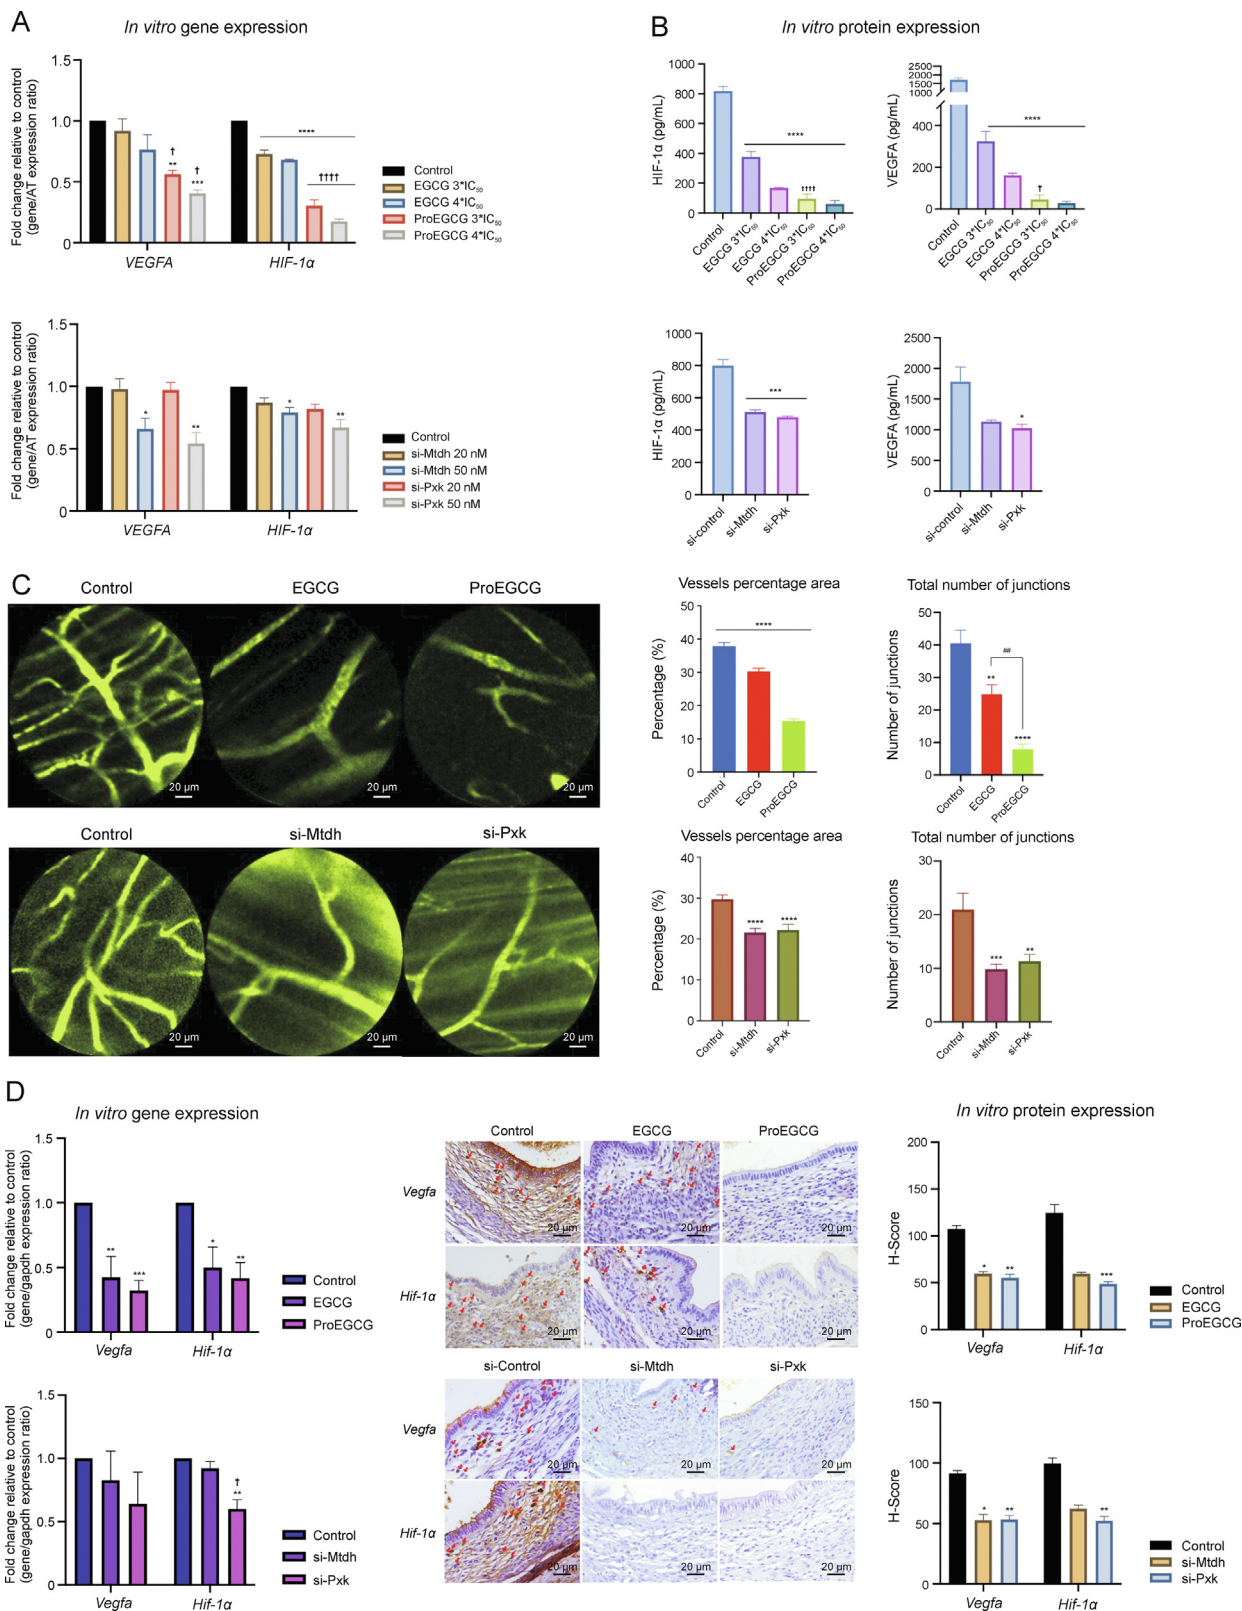 A
In vitro gene expression
Fold change relative to control
(gene/AT expression ratio)
1.5
1.0
0.5
0
†
**
†
***
****
††††
VEGFA
HIF-1α
Control
EGCG 3*IC50
EGCG 4*IC50
ProEGCG 3*IC50
ProEGCG 4*IC50
Fold change relative to control
(gene/AT expression ratio)
1.5
1.0
0.5
0
*
**
*
**
VEGFA
HIF-1α
Control
si-Mtdh 20 nM
si-Mtdh 50 nM
si-Pxk 20 nM
si-Pxk 50 nM
B
In vitro protein expression
HIF-1α (pg/mL)
1000
800
600
400
200
0
****
††††
Control
EGCG 3*IC50
EGCG 4*IC50
ProEGCG 3*IC50
ProEGCG 4*IC50
VEGFA (pg/mL)
2500
2000
1500
1000
400
200
0
****
†
Control
EGCG 3*IC50
EGCG 4*IC50
ProEGCG 3*IC50
ProEGCG 4*IC50
HIF-1α (pg/mL)
1000
800
600
400
200
0
***
si-control
si-Mtdh
si-Pxk
VEGFA (pg/mL)
2000
1500
1000
500
0
*
si-control
si-Mtdh
si-Pxk
C
Control
EGCG
ProEGCG
20 µm
20 µm
20 µm
Control
si-Mtdh
si-Pxk
20 µm
20 µm
20 µm
Vessels percentage area
Percentage (%)
50
40
30
20
10
0
****
Control
EGCG
ProEGCG
Total number of junctions
Number of junctions
50
40
30
20
10
0
**
##
****
Control
EGCG
ProEGCG
Vessels percentage area
Percentage (%)
40
30
20
10
0
****
****
Control
si-Mtdh
si-Pxk
Total number of junctions
Number of junctions
30
20
10
0
***
**
Control
si-Mtdh
si-Pxk
D
In vitro gene expression
Fold change relative to control
(gene/gapdh expression ratio)
1.5
1.0
0.5
0
**
***
*
**
Vegfa
Hif-1α
Control
EGCG
ProEGCG
Fold change relative to control
(gene/gapdh expression ratio)
1.5
1.0
0.5
0
†
**
Vegfa
Hif-1α
Control
si-Mtdh
si-Pxk
Control
EGCG
ProEGCG
Vegfa
20 µm
20 µm
20 µm
Hif-1α
20 µm
20 µm
20 µm
si-Control
si-Mtdh
si-Pxk
Vegfa
20 µm
20 µm
20 µm
Hif-1α
20 µm
20 µm
20 µm
In vitro protein expression
H-Score
200
150
100
50
0
*
**
***
Vegfa
Hif-1α
Control
EGCG
ProEGCG
H-Score
150
100
50
0
*
**
**
Vegfa
Hif-1α
Control
si-Mtdh
si-Pxk